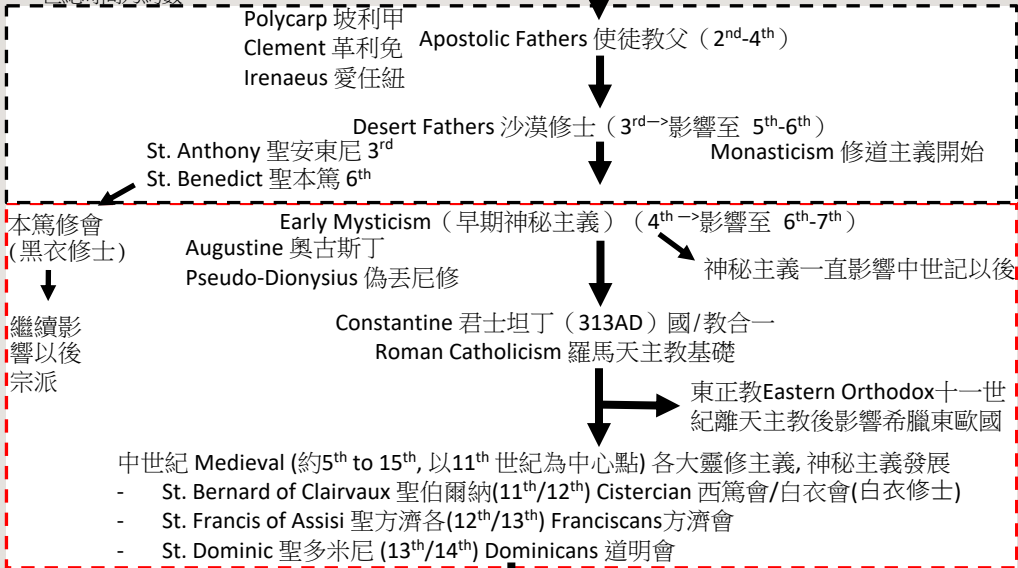 Polycarp 坡利甲
Clement 革利免
Irenaeus 愛任紐
Apostolic Fathers 使徒教父（2nd-4th）
Desert Fathers 沙漠修士（3rd—>影響至 5th-6th）
St. Anthony 聖安東尼 3rd
St. Benedict 聖本篤 6th
Monasticism 修道主義開始
本篤修會
(黑衣修士)
繼續影
響以後
宗派
Early Mysticism（早期神秘主義）（4th —>影響至 6th-7th）
Augustine 奧古斯丁
Pseudo-Dionysius 偽丟尼修
神秘主義一直影響中世記以後
Constantine 君士坦丁（313AD）國/教合一
Roman Catholicism 羅馬天主教基礎
東正教Eastern Orthodox十一世
紀離天主教後影響希臘東歐國
中世紀 Medieval (約5th to 15th, 以11th 世紀為中心點) 各大靈修主義, 神秘主義發展
- St. Bernard of Clairvaux 聖伯爾納(11th/12th) Cistercian 西篤會/白衣會(白衣修士)
- St. Francis of Assisi 聖方濟各(12th/13th) Franciscans方濟會
- St. Dominic 聖多米尼 (13th/14th) Dominicans 道明會